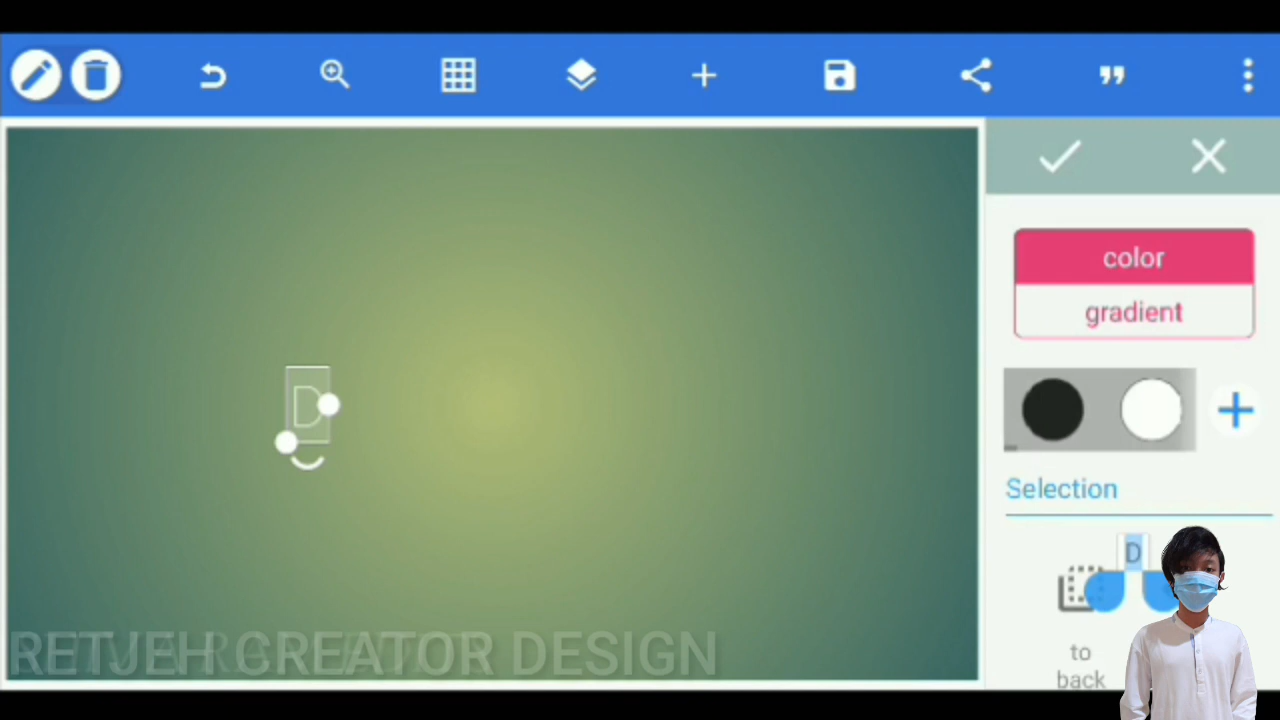 color
gradient
D
Selection
D
to
back
RETJEH CREATOR DESIGN